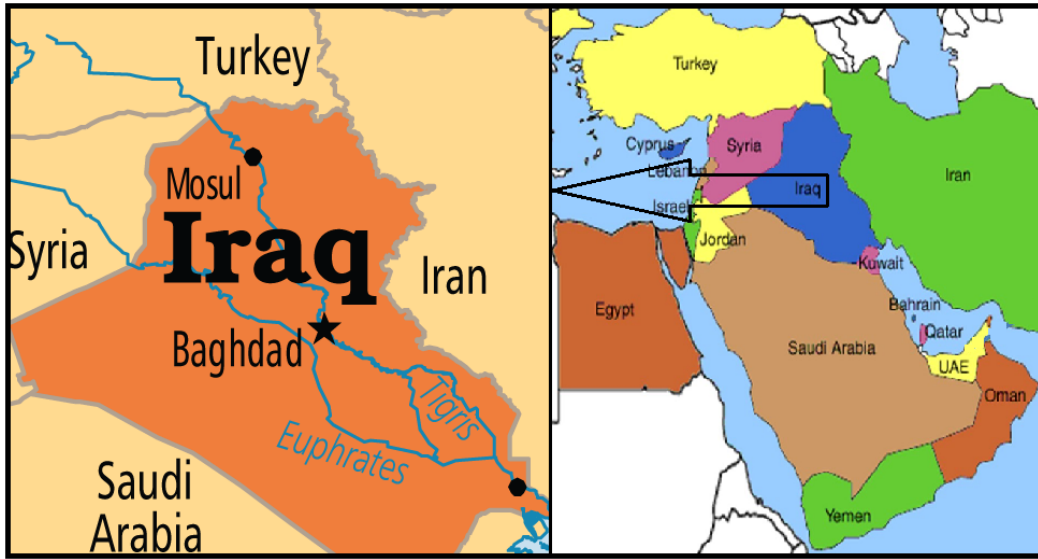 Turkey
Mosul
Iraq
Syria
Iran
Baghdad
Tigris
Euphrates
Saudi
Arabia
Turkey
Cyprus
Syria
Lebanon
Iraq
Iran
Israel
Jordan
Kuwait
Egypt
Bahrain
Qatar
Saudi Arabia
UAE
Oman
Yemen